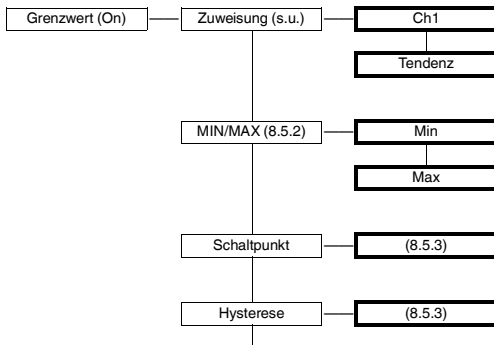 Grenzwert (On) Zuweisung (s.u.) Ch1
Tendenz
MIN/MAX (8.5.2) Min
Max
Schaltpunkt (8.5.3)
Hysterese (8.5.3)